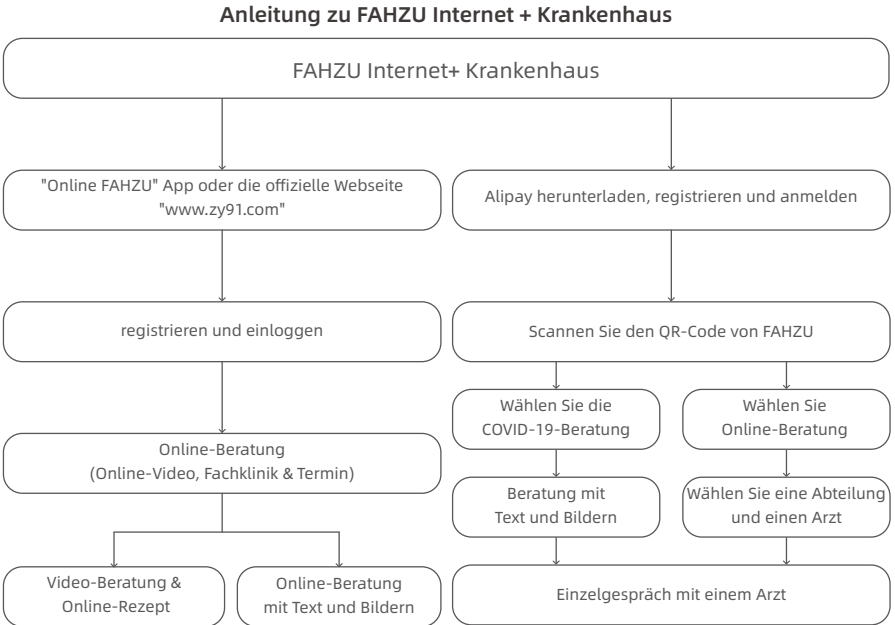 Anleitung zu FAHZU Internet + Krankenhaus
FAHZU Internet+ Krankenhaus
"Online FAHZU" App oder die offizielle Webseite
"www.zy91.com"
Alipay herunterladen, registrieren und anmelden
registrieren und einloggen
Scannen Sie den QR-Code von FAHZU
Wählen Sie die
COVID-19-Beratung
Wählen Sie
Online-Beratung
Online-Beratung
(Online-Video, Fachklinik & Termin)
Beratung mit
Text und Bildern
Wählen Sie eine Abteilung
und einen Arzt
Video-Beratung &
Online-Rezept
Online-Beratung
mit Text und Bildern
Einzelgespräch mit einem Arzt